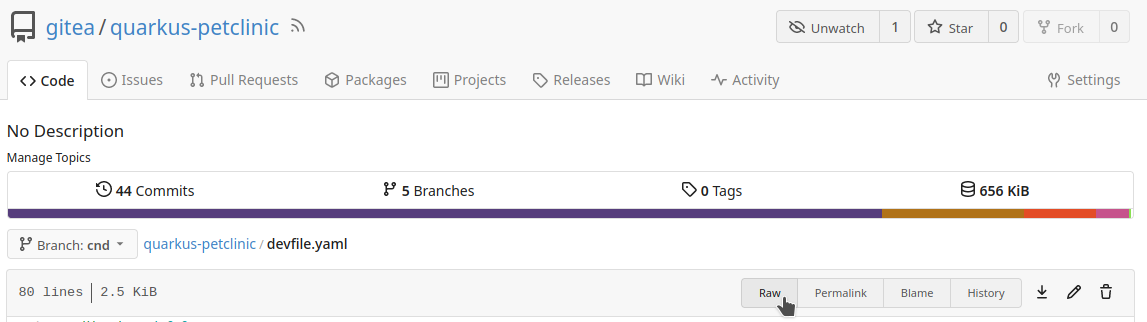 gitea / quarkus-petclinic Unwatch 1 Star 0 Fork 0
Code Issues Pull Requests Packages Projects Releases Wiki Activity Settings
No Description
Manage Topics
44 Commits 5 Branches 0 Tags 656 KiB
Branch: cnd quarkus-petclinic / devfile.yaml
80 lines 2.5 KiB Raw Permalink Blame History